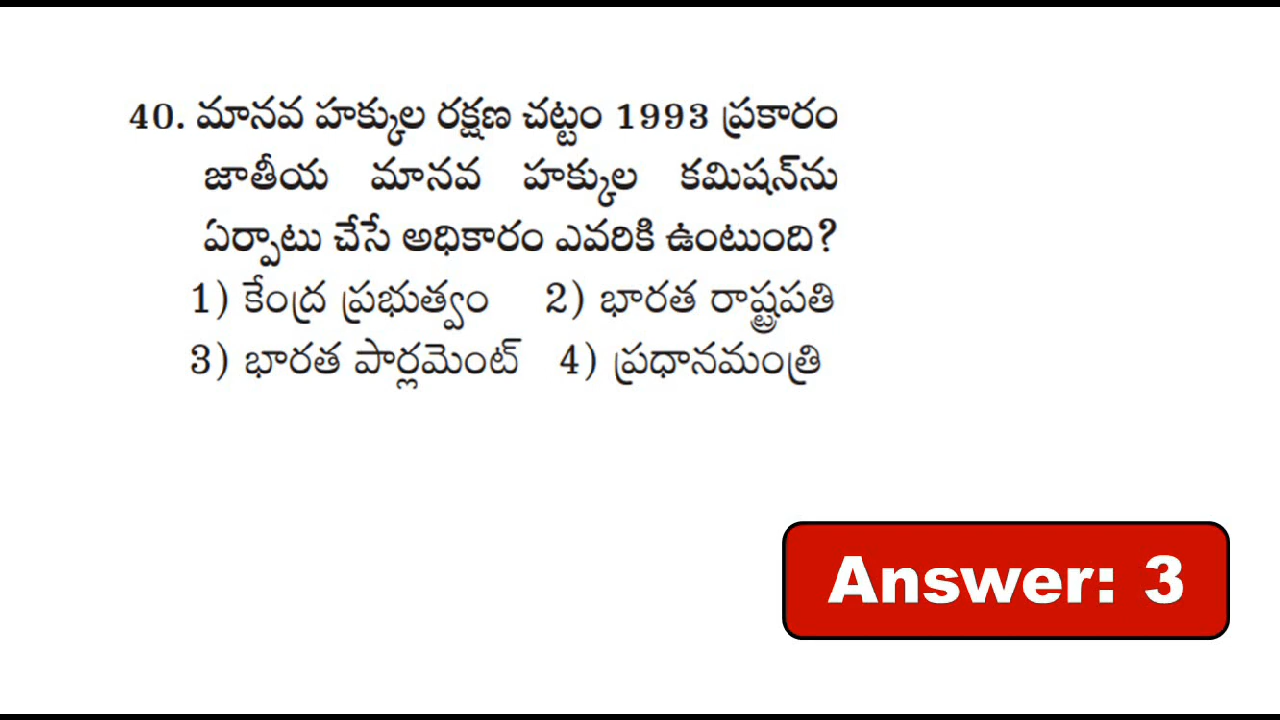 40. మానవ హక్కుల రక్షణ చట్టం 1993 ప్రకారం
జాతీయ మానవ హక్కుల కమిషన్‌ను
ఏర్పాటు చేసే అధికారం ఎవరికి ఉంటుంది?
1) కేంద్ర ప్రభుత్వం 2) భారత రాష్ట్రపతి
3) భారత పార్లమెంట్ 4) ప్రధానమంత్రి
Answer: 3